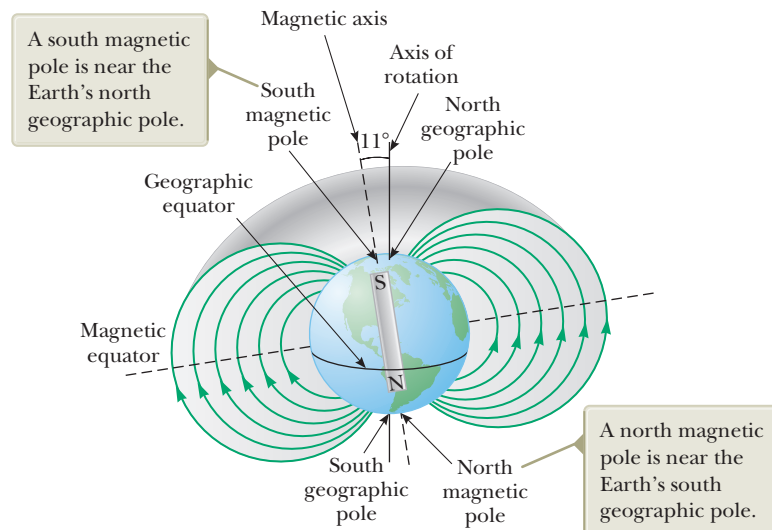 Magnetic axis
A south magnetic
pole is near the
Earth's north
geographic pole.
Axis of
rotation
South
magnetic
pole
North
geographic
pole
11°
Geographic
equator
S
Magnetic
equator
N
South
geographic
pole
North
magnetic
pole
A north magnetic
pole is near the
Earth's south
geographic pole.